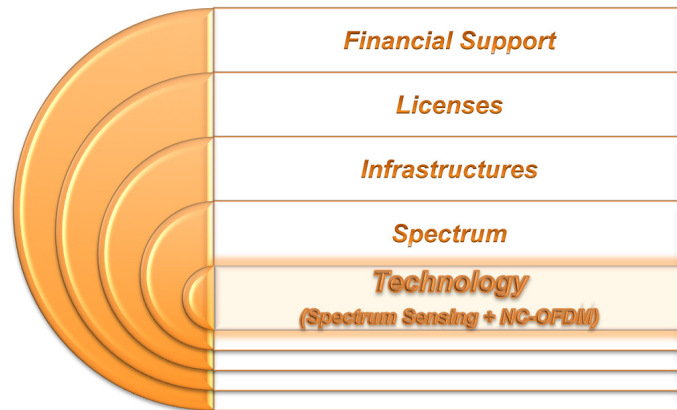 Financial Support
Licenses
Infrastructures
Spectrum
Technology
(Spectrum Sensing + NC-OFDM)